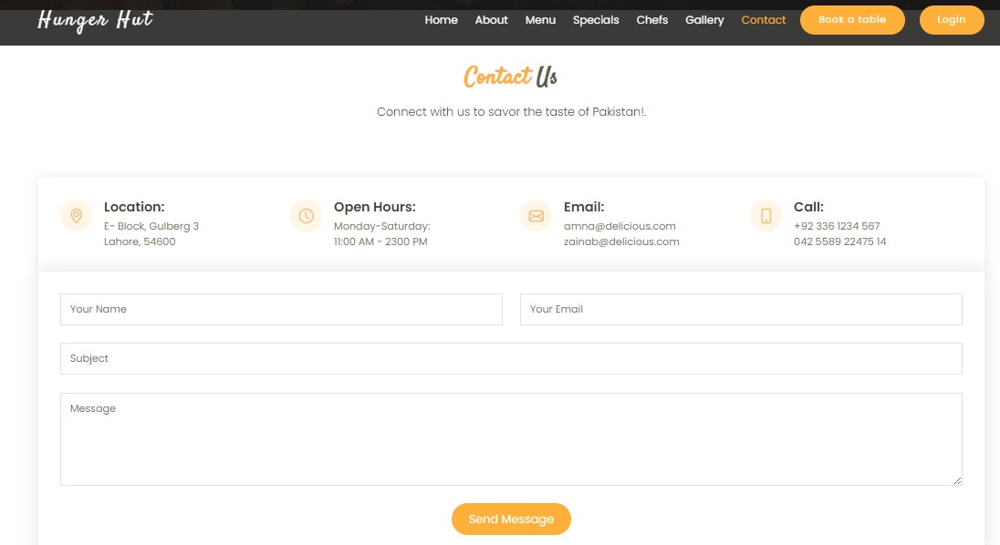 Hunger Hut
Home About Menu Specials Chefs Gallery Contact Book a table Login
Contact Us
Connect with us to savor the taste of Pakistan!.
Location:
E- Block, Gulberg 3
Lahore, 54600
Open Hours:
Monday-Saturday:
11:00 AM - 2300 PM
Email:
amna@delicious.com
zainab@delicious.com
Call:
+92 336 1234 567
042 5589 22475 14
Your Name
Your Email
Subject
Message
Send Message